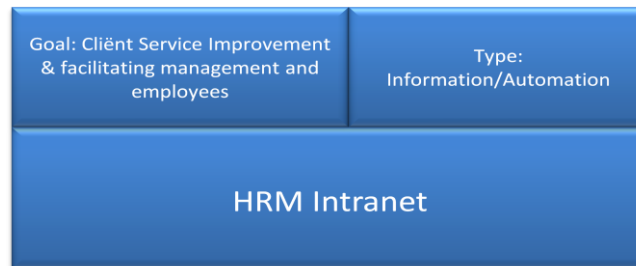 Goal: Cliënt Service Improvement
& facilitating management and
employees
Type:
Information/Automation
HRM Intranet